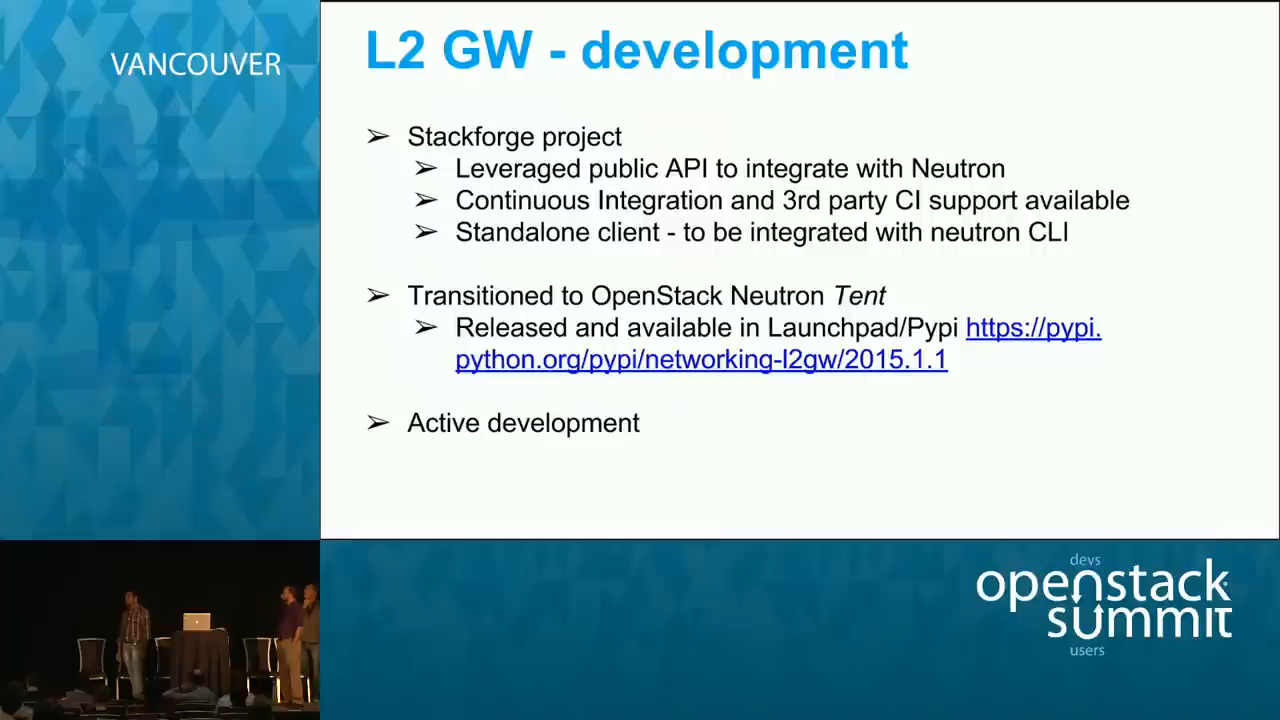 VANCOUVER
L2 GW - development
➢ Stackforge project
➢ Leveraged public API to integrate with Neutron
➢ Continuous Integration and 3rd party CI support available
➢ Standalone client - to be integrated with neutron CLI
➢ Transitioned to OpenStack Neutron Tent
➢ Released and available in Launchpad/Pypi https://pypi.
python.org/pypi/networking-l2gw/2015.1.1
➢ Active development
devs
openstack
summit
users